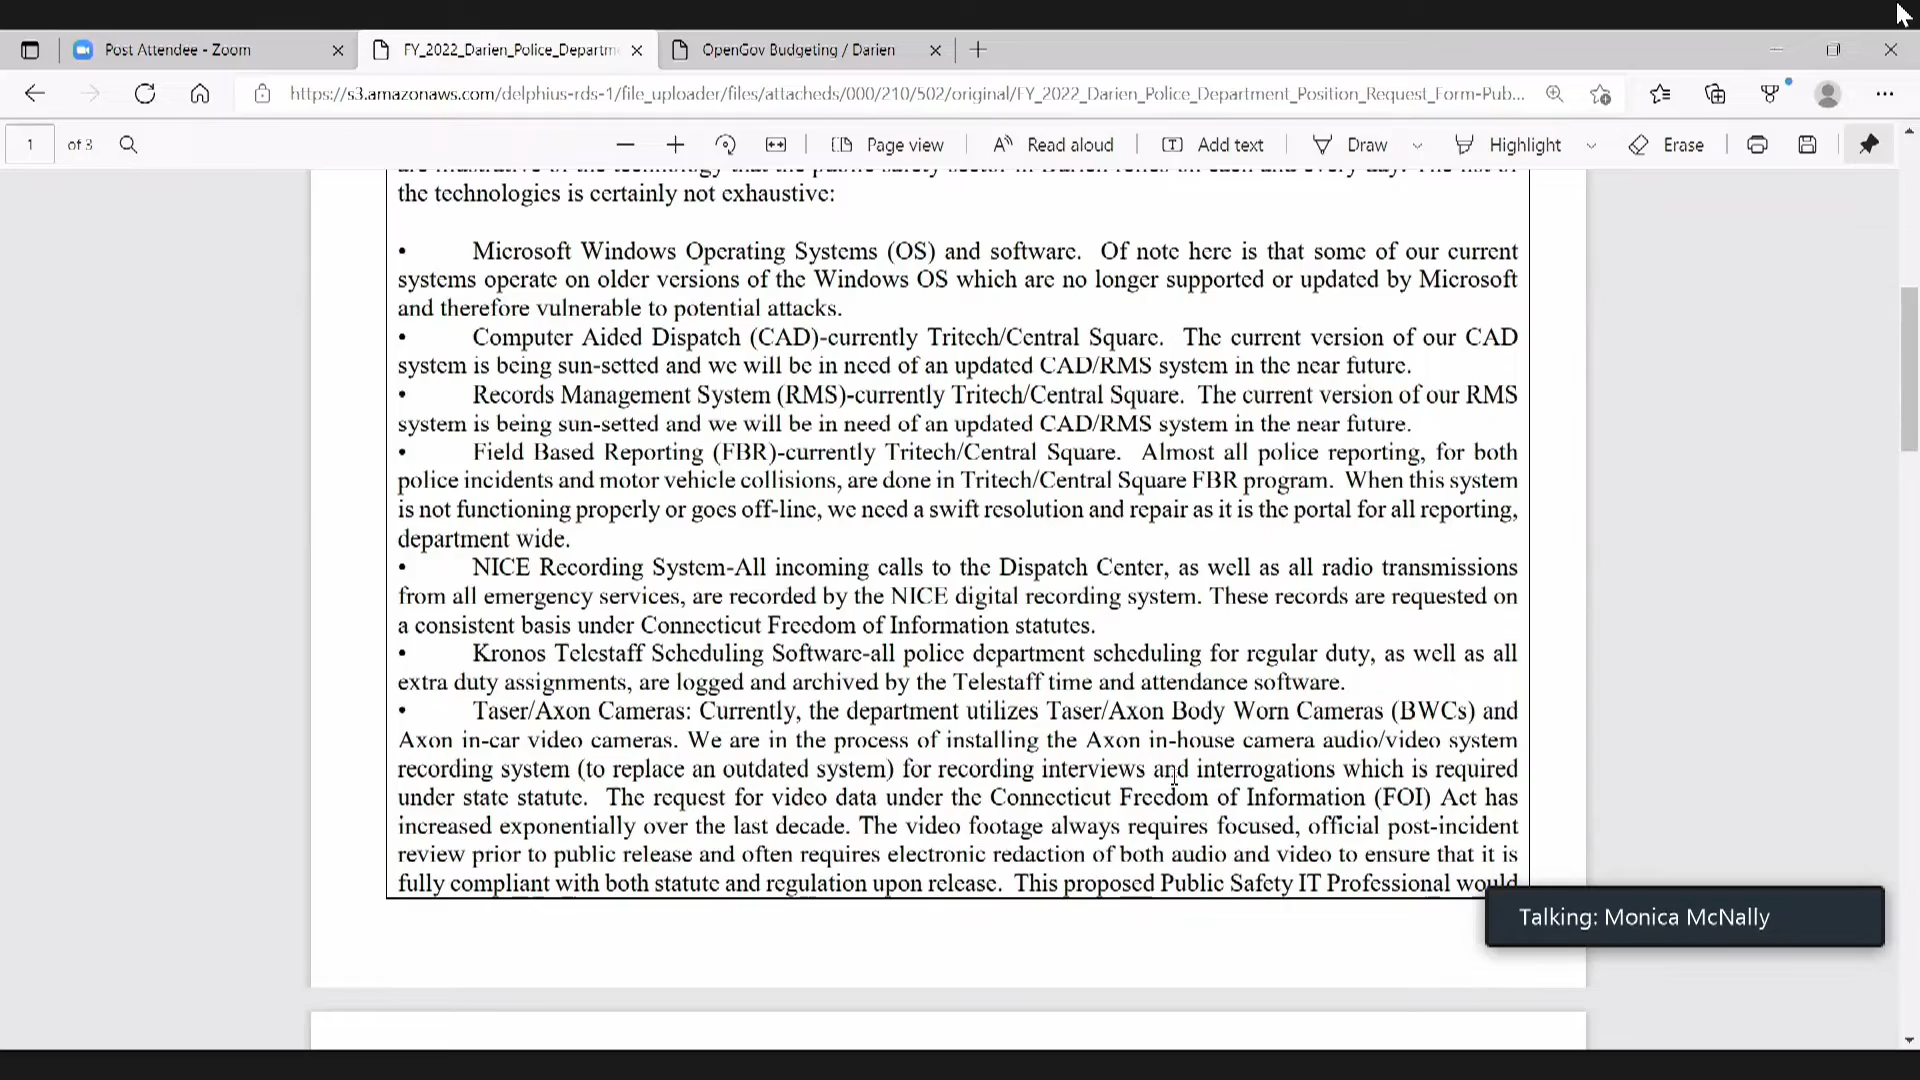 Post Attendee - Zoom
FY_2022_Darien_Police_Departm
OpenGov Budgeting / Darien
https://s3.amazonaws.com/delphius-rds-1/file_uploader/files/attacheds/000/210/502/original/FY_2022_Darien_Police_Department_Position_Request_Form-Pub...
1 of 3
Page view
Read aloud
Add text
Draw
Highlight
Erase
the technologies is certainly not exhaustive:
• Microsoft Windows Operating Systems (OS) and software. Of note here is that some of our current
systems operate on older versions of the Windows OS which are no longer supported or updated by Microsoft
and therefore vulnerable to potential attacks.
• Computer Aided Dispatch (CAD)-currently Tritech/Central Square. The current version of our CAD
system is being sun-setted and we will be in need of an updated CAD/RMS system in the near future.
• Records Management System (RMS)-currently Tritech/Central Square. The current version of our RMS
system is being sun-setted and we will be in need of an updated CAD/RMS system in the near future.
• Field Based Reporting (FBR)-currently Tritech/Central Square. Almost all police reporting, for both
police incidents and motor vehicle collisions, are done in Tritech/Central Square FBR program. When this system
is not functioning properly or goes off-line, we need a swift resolution and repair as it is the portal for all reporting,
department wide.
• NICE Recording System-All incoming calls to the Dispatch Center, as well as all radio transmissions
from all emergency services, are recorded by the NICE digital recording system. These records are requested on
a consistent basis under Connecticut Freedom of Information statutes.
• Kronos Telestaff Scheduling Software-all police department scheduling for regular duty, as well as all
extra duty assignments, are logged and archived by the Telestaff time and attendance software.
• Taser/Axon Cameras: Currently, the department utilizes Taser/Axon Body Worn Cameras (BWCs) and
Axon in-car video cameras. We are in the process of installing the Axon in-house camera audio/video system
recording system (to replace an outdated system) for recording interviews and interrogations which is required
under state statute. The request for video data under the Connecticut Freedom of Information (FOI) Act has
increased exponentially over the last decade. The video footage always requires focused, official post-incident
review prior to public release and often requires electronic redaction of both audio and video to ensure that it is
fully compliant with both statute and regulation upon release. This proposed Public Safety IT Professional would
Talking: Monica McNally